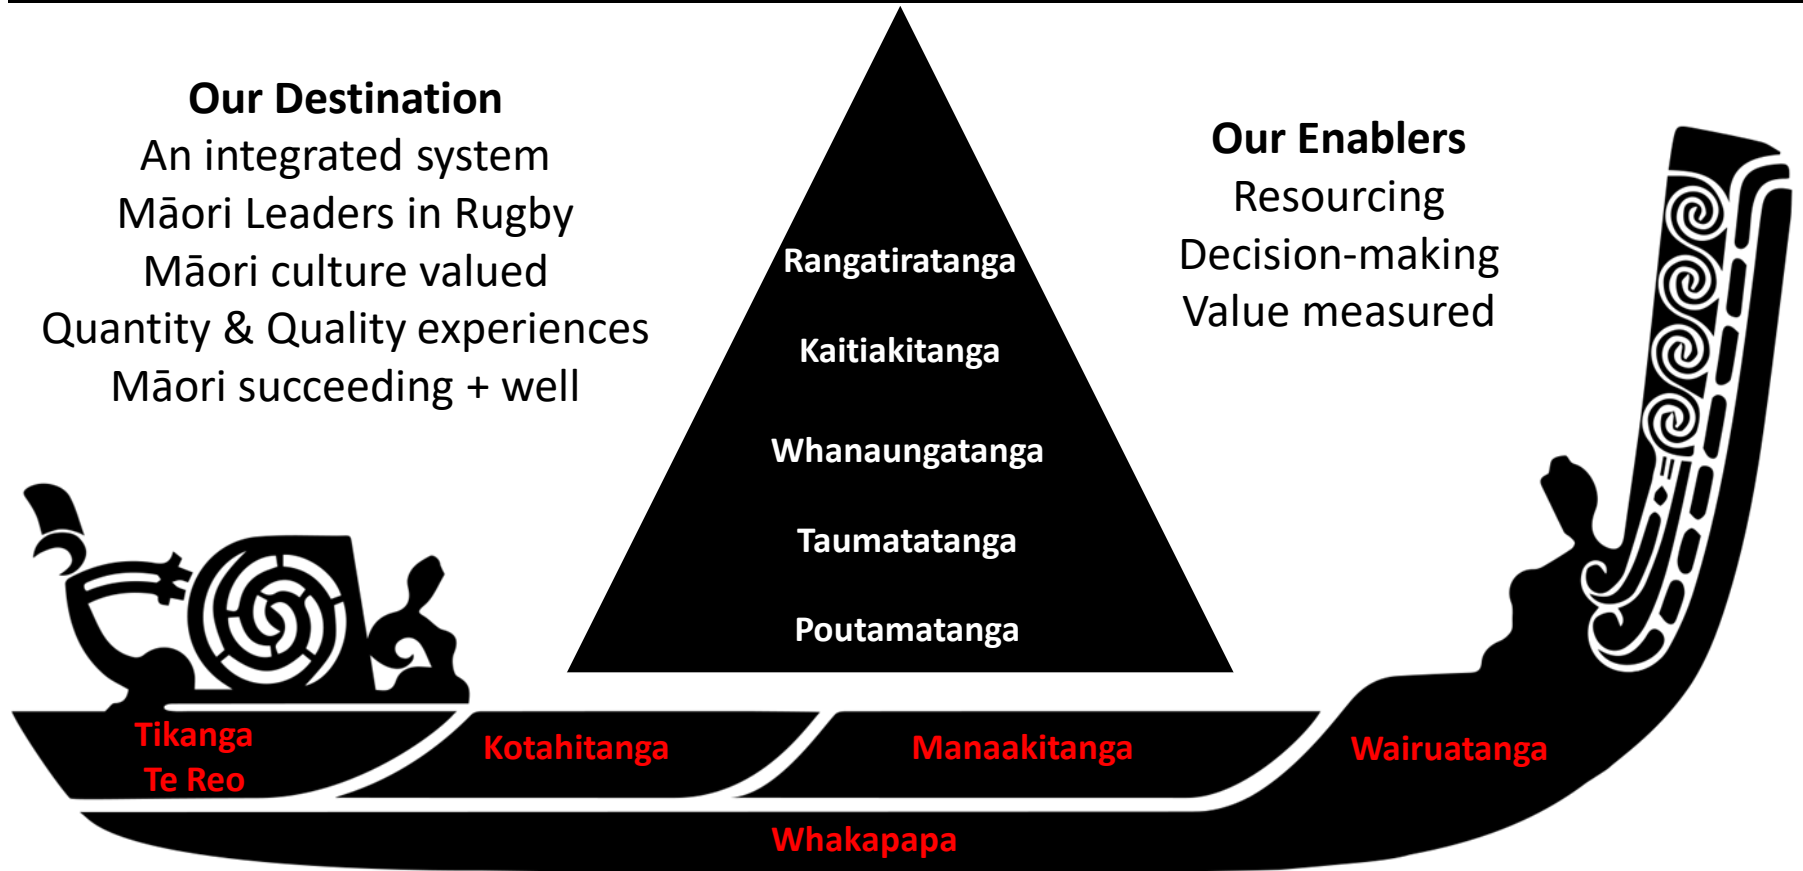 Our Destination
An integrated system
Māori Leaders in Rugby
Māori culture valued
Quantity & Quality experiences
Māori succeeding + well
Rangatiratanga
Kaitiakitanga
Whanaungatanga
Taumatatanga
Poutamatanga
Our Enablers
Resourcing
Decision-making
Value measured
Tikanga
Te Reo
Kotahitanga
Manaakitanga
Wairuatanga
Whakapapa